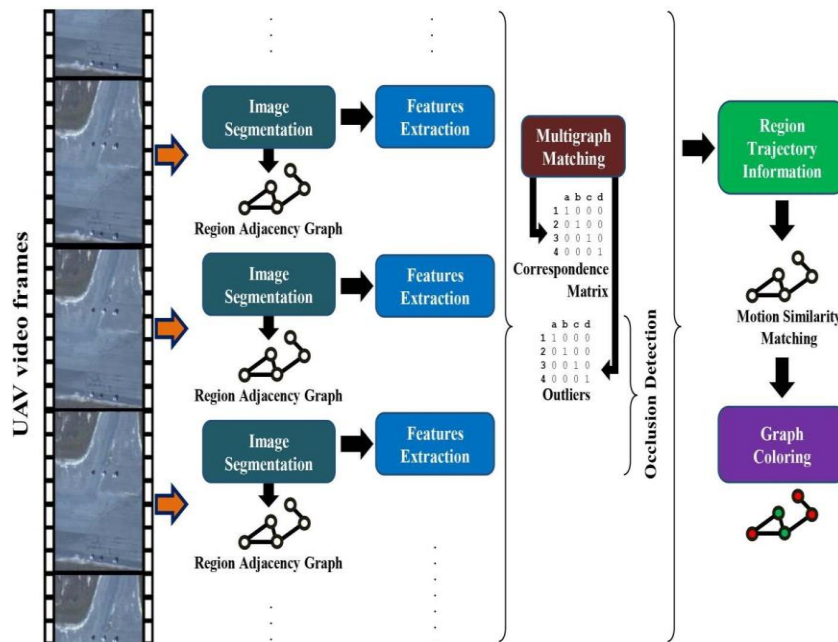 UAV video frames
Image
Segmentation
Features
Extraction
Region Adjacency Graph
Image
Segmentation
Features
Extraction
Region Adjacency Graph
Image
Segmentation
Features
Extraction
Region Adjacency Graph
Multigraph
Matching
a b c d
1 1 0 0 0
2 0 1 0 0
3 0 0 1 0
4 0 0 0 1
Correspondence
Matrix
a b c d
1 1 0 0 0
2 0 1 0 0
3 0 0 1 0
4 0 0 0 1
Outliers
Occlusion Detection
Region
Trajectory
Information
Motion Similarity
Matching
Graph
Coloring